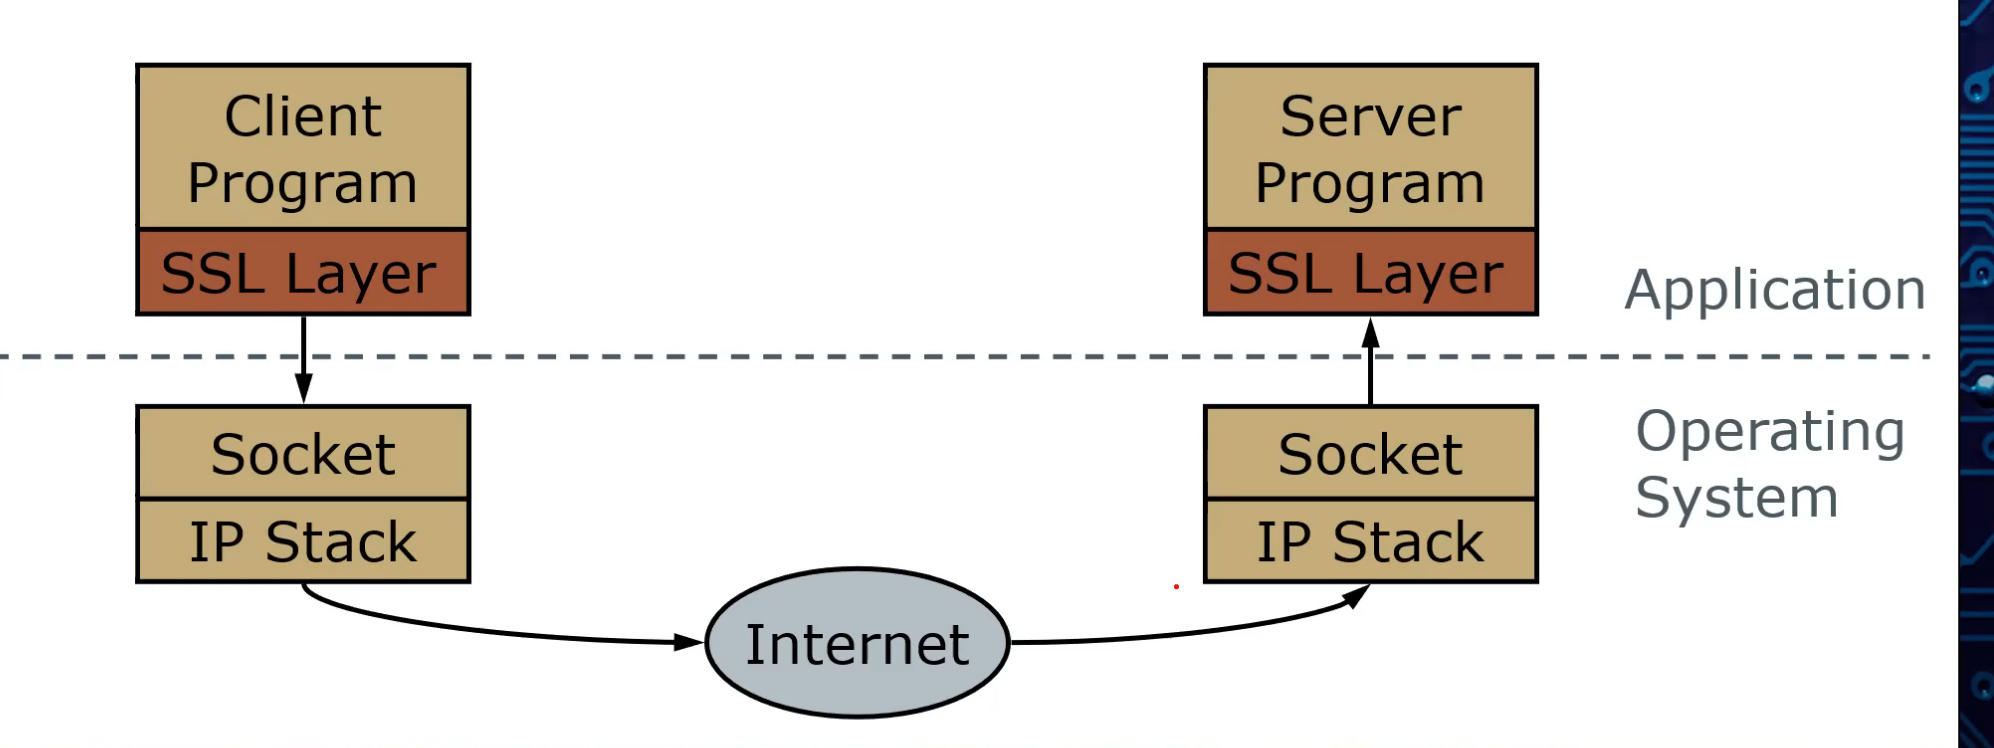 Client
Program
SSL Layer
Server
Program
SSL Layer
Application
Socket
IP Stack
Socket
IP Stack
Operating
System
Internet